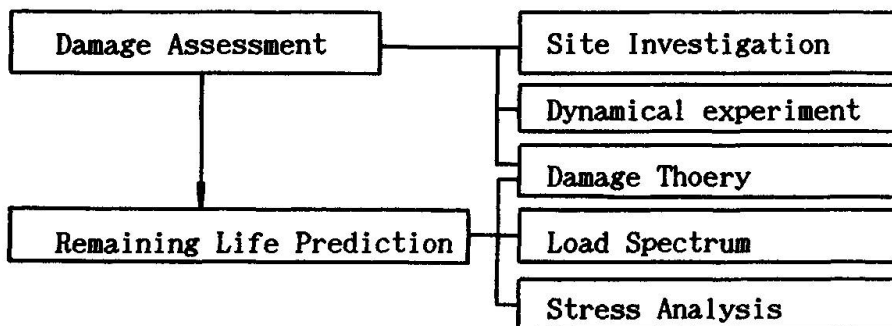 Damage Assessment
Site Investigation
Dynamical experiment
Damage Thoery
Remaining Life Prediction
Load Spectrum
Stress Analysis